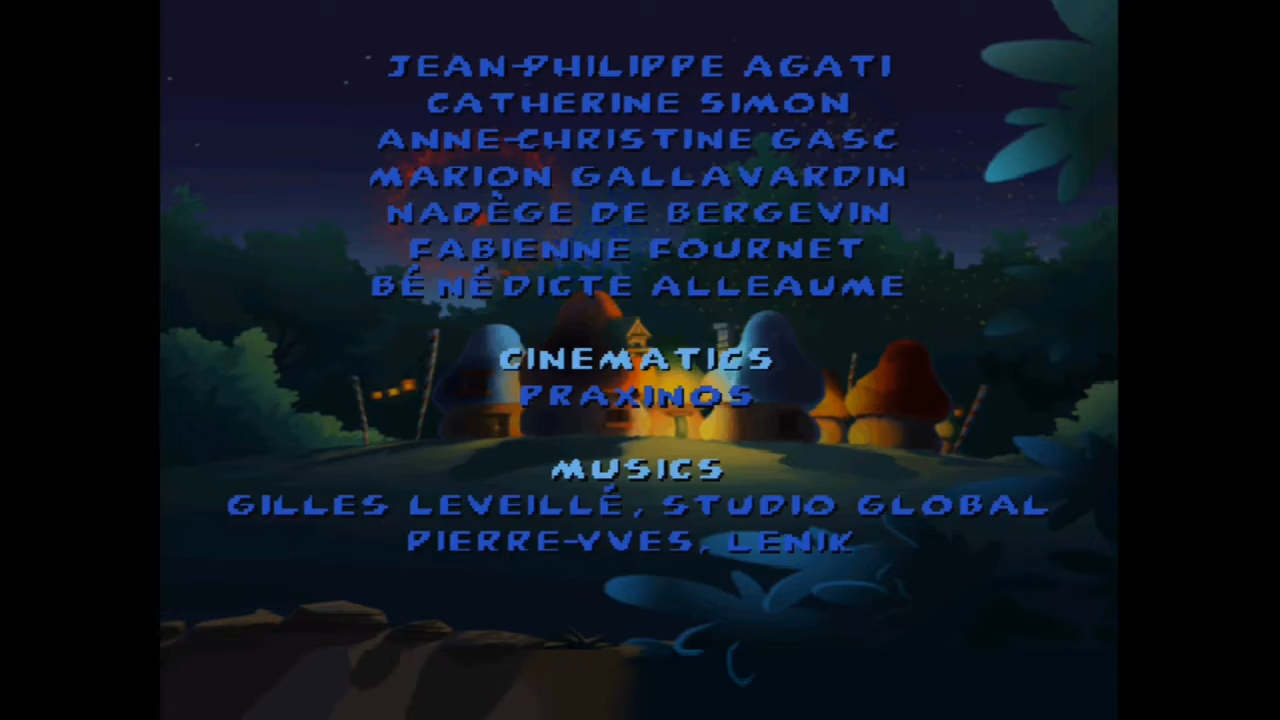 JEAN-PHILIPPE AGATI
CATHERINE SIMON
ANNE-CHRISTINE GASC
MARION GALLAVARDIN
NADÈGE DE BERGEVIN
FABIENNE FOURNET
BÉNÉDICTE ALLEAUME
CINEMATICS
PRAXINOS
MUSICS
GILLES LEVEILLÉ, STUDIO GLOBAL
PIERRE-YVES, LENIK